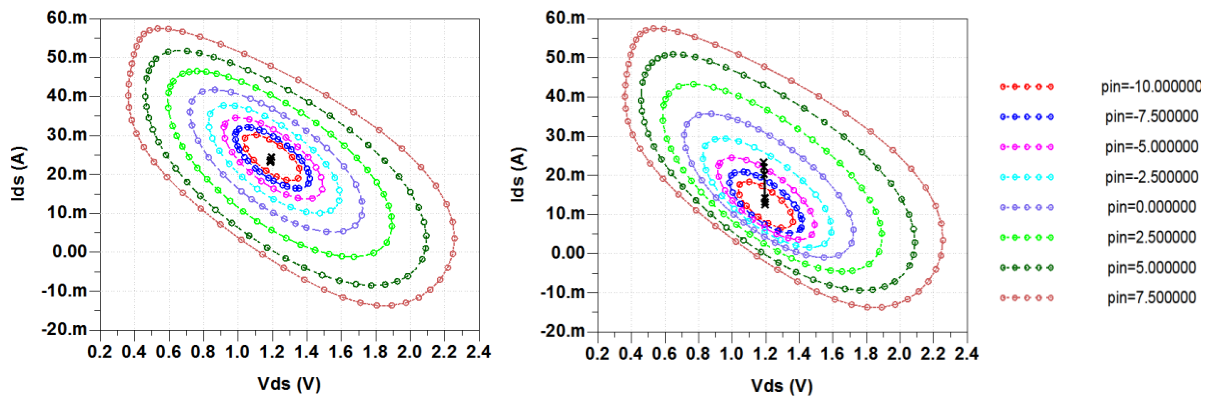 60.m
50.m
40.m
30.m
20.m
10.m
0.00
-10.m
-20.m
Ids (A)
0.2 0.4 0.6 0.8 1.0 1.2 1.4 1.6 1.8 2.0 2.2 2.4
Vds (V)
60.m
50.m
40.m
30.m
20.m
10.m
0.00
-10.m
-20.m
Ids (A)
0.2 0.4 0.6 0.8 1.0 1.2 1.4 1.6 1.8 2.0 2.2 2.4
Vds (V)
pin=-10.000000
pin=-7.500000
pin=-5.000000
pin=-2.500000
pin=0.000000
pin=2.500000
pin=5.000000
pin=7.500000